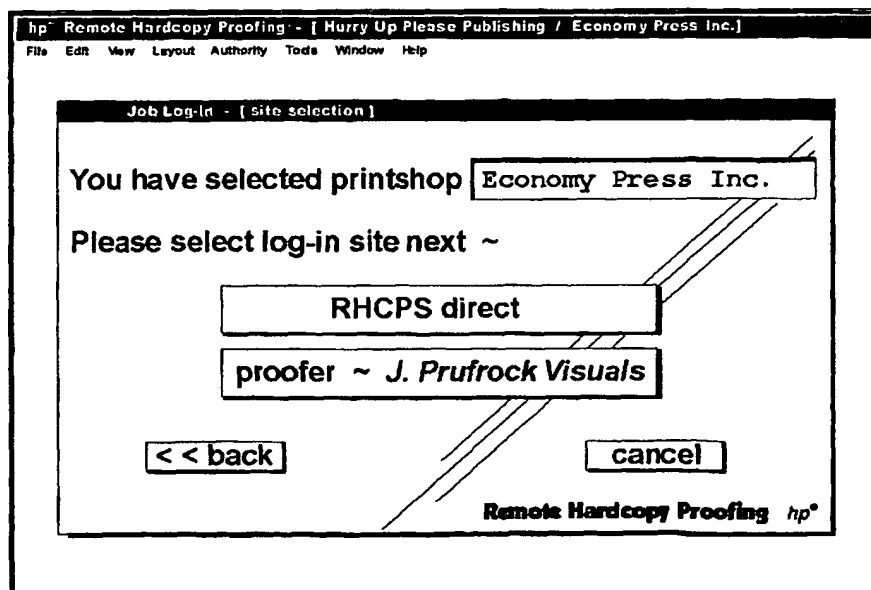 hp• Remote Hardcopy Proofing - [ Hurry Up Please Publishing / Economy Press Inc.]
File Edit View Layout Authority Tools Window Help
Job Log-In - [ site selection ]
You have selected printshop Economy Press Inc.
Please select log-in site next ~
RHCPS direct
proofer ~ J. Prufrock Visuals
< < back cancel
Remote Hardcopy Proofing hp•